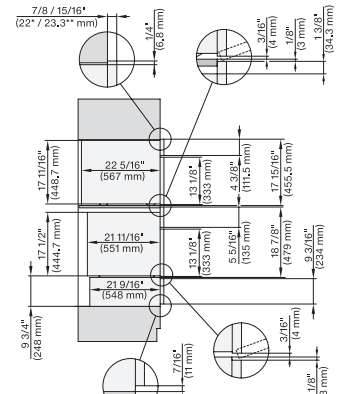 7/8 / 15/16"
(22* / 23.3** mm)
1/4"
(6.8 mm)
3/16"
(4 mm)
1/8"
(3 mm)
1 3/8"
(34.3 mm)
17 11/16"
(448.7 mm)
22 5/16"
(567 mm)
13 1/8"
(333 mm)
4 3/8"
(111.5 mm)
17 15/16"
(455.5 mm)
17 1/2"
(444.7 mm)
21 11/16"
(551 mm)
13 1/8"
(333 mm)
5 5/16"
(135 mm)
18 7/8"
(479 mm)
9 3/16"
(234 mm)
21 9/16"
(548 mm)
9 3/4"
(248 mm)
3/16"
(4 mm)
7/16"
(11 mm)
1/8"